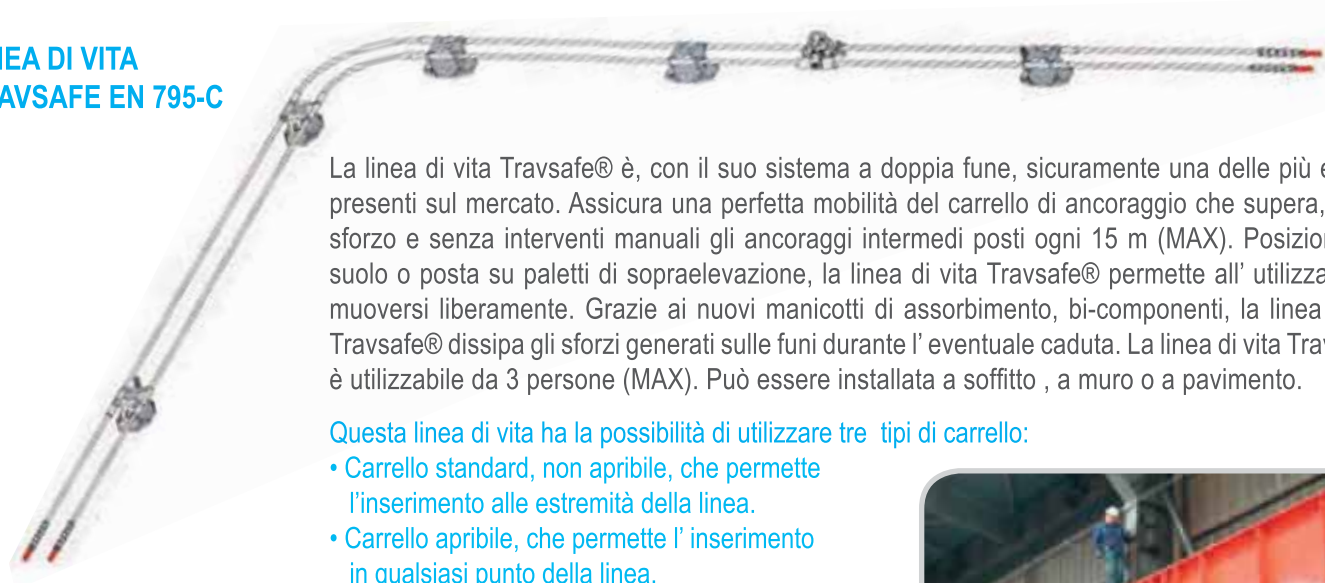 NEA DI VITA
AVSAFE EN 795-C
La linea di vita Travsafe® è, con il suo sistema a doppia fune, sicuramente una delle più
presenti sul mercato. Assicura una perfetta mobilità del carrello di ancoraggio che supera,
sforzo e senza interventi manuali gli ancoraggi intermedi posti ogni 15 m (MAX). Posizion
suolo o posta su paletti di sopraelevazione, la linea di vita Travsafe® permette all’ utilizza
muoversi liberamente. Grazie ai nuovi manicotti di assorbimento, bi-componenti, la linea
Travsafe® dissipa gli sforzi generati sulle funi durante l’ eventuale caduta. La linea di vita Trav
è utilizzabile da 3 persone (MAX). Può essere installata a soffitto , a muro o a pavimento.
Questa linea di vita ha la possibilità di utilizzare tre tipi di carrello:
• Carrello standard, non apribile, che permette
l’inserimento alle estremità della linea.
• Carrello apribile, che permette l’ inserimento
in qualsiasi punto della linea.